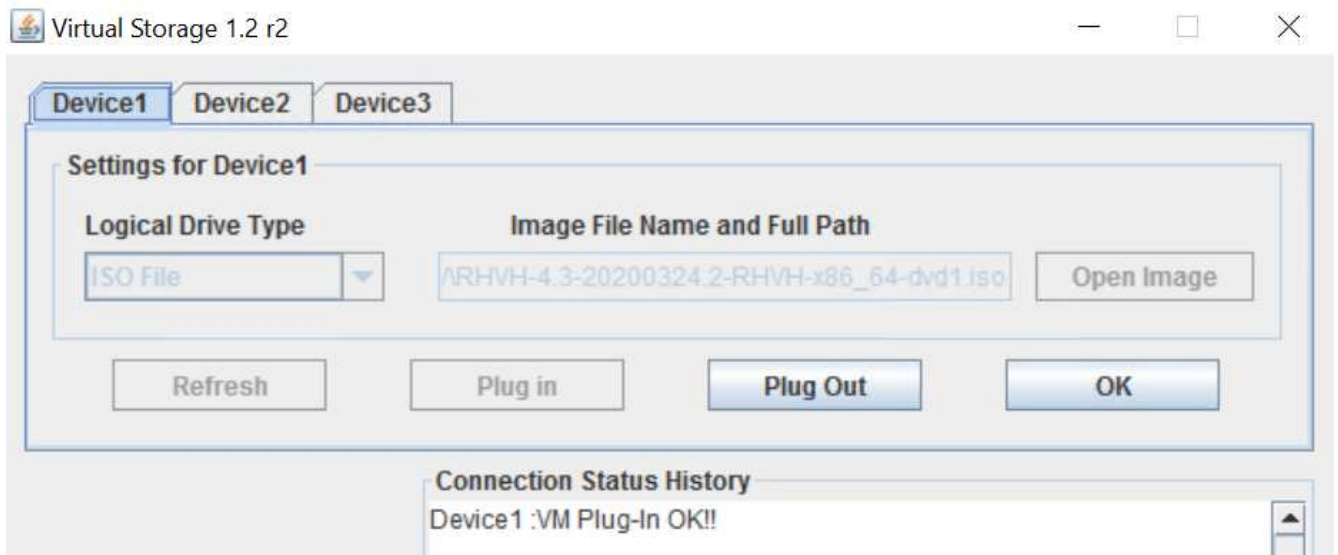 Virtual Storage 1.2 r2
Device1 Device2 Device3
Settings for Device1
Logical Drive Type Image File Name and Full Path
ISO File \RHVH-4.3-20200324.2-RHVH-x86_64-dvd1.iso Open Image
Refresh Plug in Plug Out OK
Connection Status History
Device1 :VM Plug-In OK!!